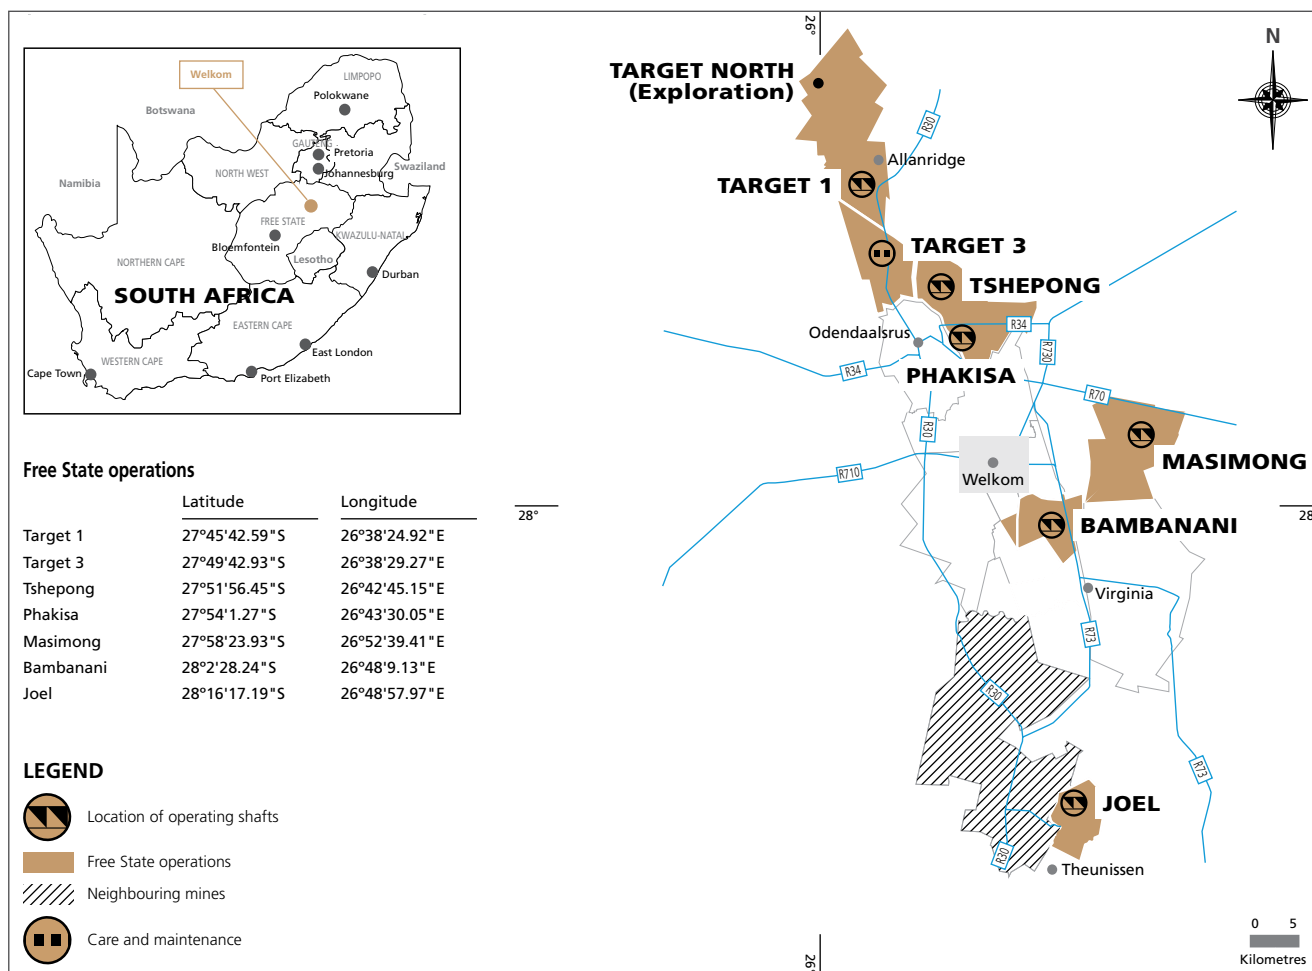 Welkom
LIMPOPO
Polokwane
Botswana
GAUTENG
Pretoria
Johannesburg
Swaziland
NORTH WEST
Namibia
FREE STATE
KWAZULU-NATAL
Bloemfontein
Lesotho
NORTHERN CAPE
Durban
SOUTH AFRICA
EASTERN CAPE
East London
WESTERN CAPE
Cape Town
Port Elizabeth
Free State operations
Latitude Longitude
Target 1 27°45'42.59"S 26°38'24.92"E
Target 3 27°49'42.93"S 26°38'29.27"E
Tshepong 27°51'56.45"S 26°42'45.15"E
Phakisa 27°54'1.27"S 26°43'30.05"E
Masimong 27°58'23.93"S 26°52'39.41"E
Bambanani 28°2'28.24"S 26°48'9.13"E
Joel 28°16'17.19"S 26°48'57.97"E
LEGEND
Location of operating shafts
Free State operations
Neighbouring mines
Care and maintenance
26°
N
TARGET NORTH
(Exploration)
R30
Allanridge
TARGET 1
TARGET 3
TSHEPONG
Odendaalsrus
R34
R730
R34
PHAKISA
R70
R30
MASIMONG
R710
Welkom
28°
28
BAMBANANI
Virginia
R73
R30
R73
JOEL
R30
Theunissen
0 5
Kilometres
26°